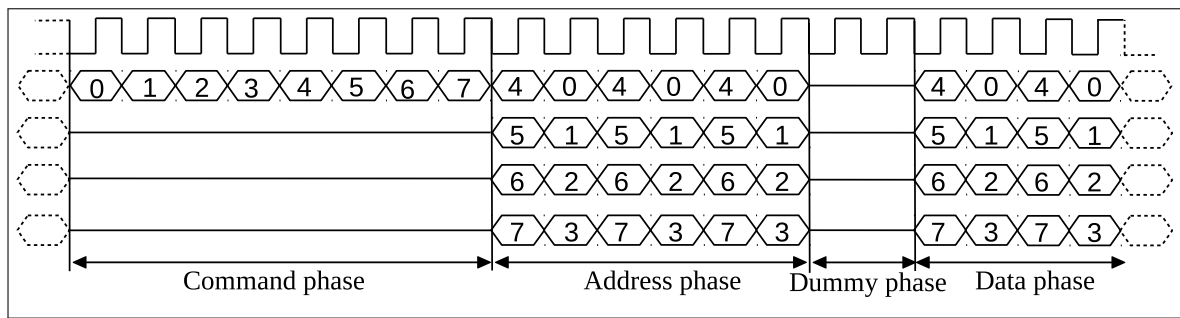 0 1 2 3 4 5 6 7 4 0 4 0 4 0 4 0 4 0
5 1 5 1 5 1 5 1 5 1
6 2 6 2 6 2 6 2 6 2
7 3 7 3 7 3 7 3 7 3
Command phase Address phase Dummy phase Data phase